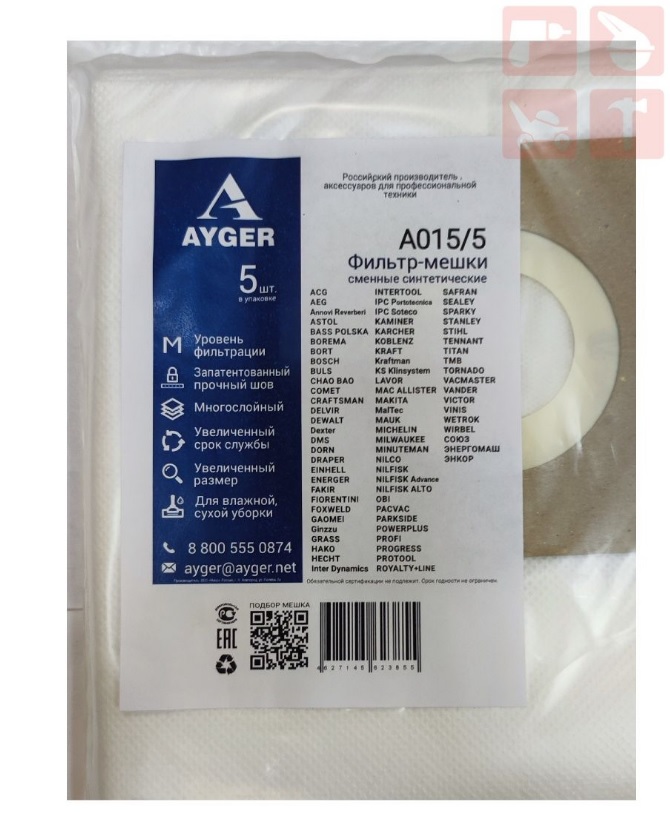 AYGER
5 шт.
в упаковке
М Уровень
фильтрации
Запатентованный
прочный шов
Многослойный
Увеличенный
срок службы
Увеличенный
размер
Для влажной,
сухой уборки
8 800 555 0874
ayger@ayger.net
Российский производитель
аксессуаров для профессиональной
техники
A015/5
Фильтр-мешки
сменные синтетические
ACG INTERTOOL SAFRAN
AEG IPC Portotecnica SEALEY
Annovi Reverberi IPC Soteco SPARKY
ASTOL KAMINER STANLEY
BASS POLSKA KARCHER STIHL
BOREMA KOBLENZ TENNANT
BORT KRAFT TITAN
BOSCH Kraftman TMB
BULS KS Klinsystem TORNADO
CHAO BAO LAVOR VACMASTER
COMET MAC ALLISTER VANDER
CRAFTSMAN MAKITA VICTOR
DELVIR MalTec VINIS
DEWALT MAUK WETROK
Dexter MICHELIN WIRBEL
DMS MILWAUKEE СОЮЗ
DORN MINUTEMAN ЭНЕРГОМАШ
DRAPER NILCO ЭНКОР
EINHELL NILFISK
ENERGER NILFISK Advance
FAKIR NILFISK ALTO
FIORENTINI OBI
FOXWELD PACVAC
GAOMEI PARKSIDE
Ginzzu POWERPLUS
GRASS PROFI
HAKO PROGRESS
HECHT PROTOOL
Inter Dynamics ROYALTY+LINE
Обязательной сертификации не подлежит. Срок годности не ограничен.
ПОДБОР МЕШКА
EAC